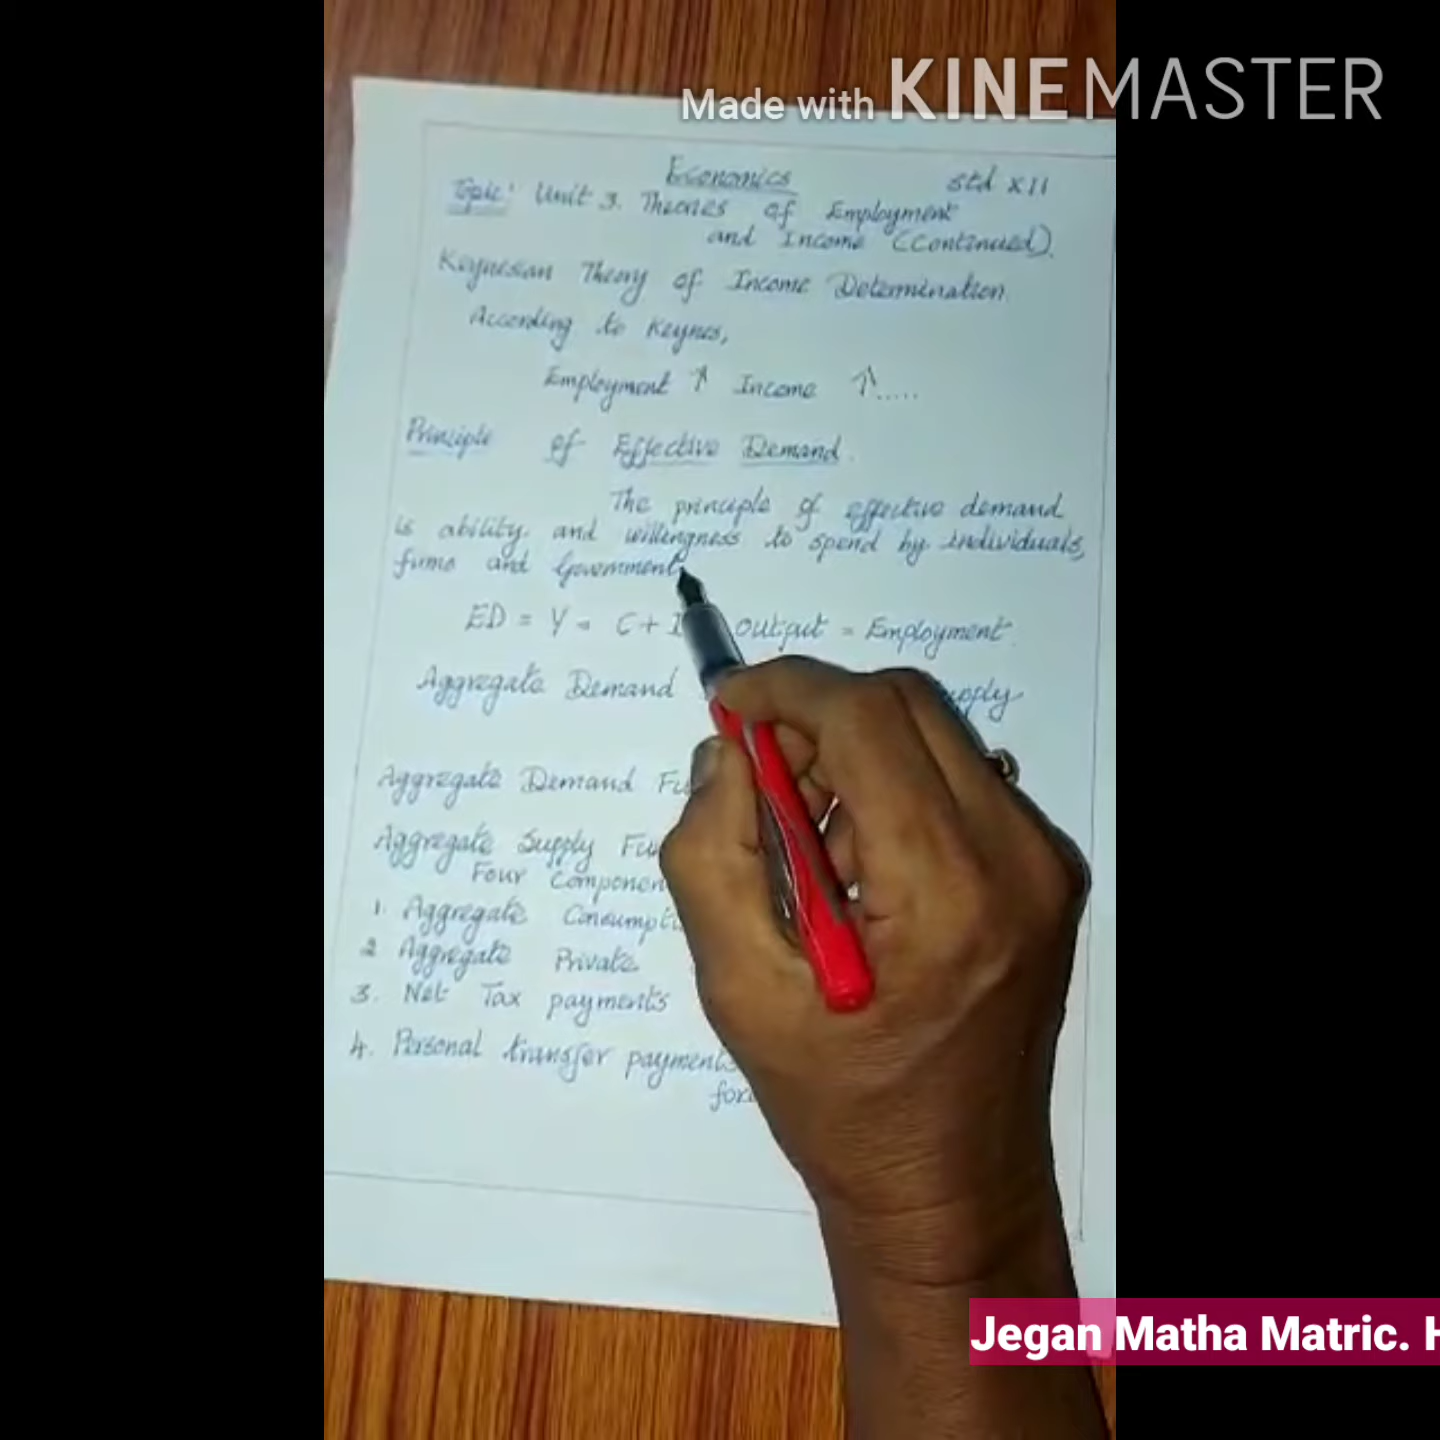 Made with KINEMASTER
Economics Std XII
Topic: Unit 3. Theories of Employment
and Income (Continued).
Keynesian Theory of Income Determination
According to Keynes,
Employment ↑ Income ↑.....
Principle of Effective Demand.
The principle of effective demand
is ability and willingness to spend by individuals,
firms and Government
ED = Y = C + I output = Employment.
Aggregate Demand
Aggregate Demand
Aggregate Supply
Four
1. Aggregate
2 Aggregate Private
3. Net Tax payments
4. Personal transfer payments
Jegan Matha Matric. H